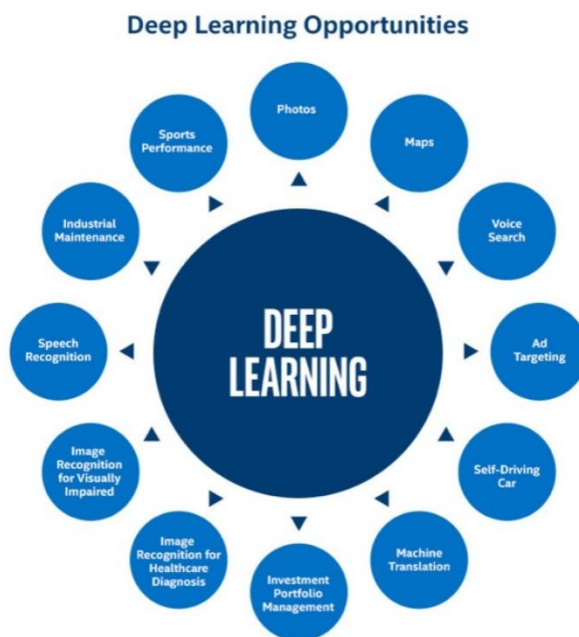 Deep Learning Opportunities
Photos
Maps
Voice
Search
Ad
Targeting
Self-Driving
Car
Machine
Translation
Investment
Portfolio
Management
Image
Recognition for
Healthcare
Diagnosis
Image
Recognition
for Visually
Impaired
Speech
Recognition
Industrial
Maintenance
Sports
Performance
DEEP
LEARNING